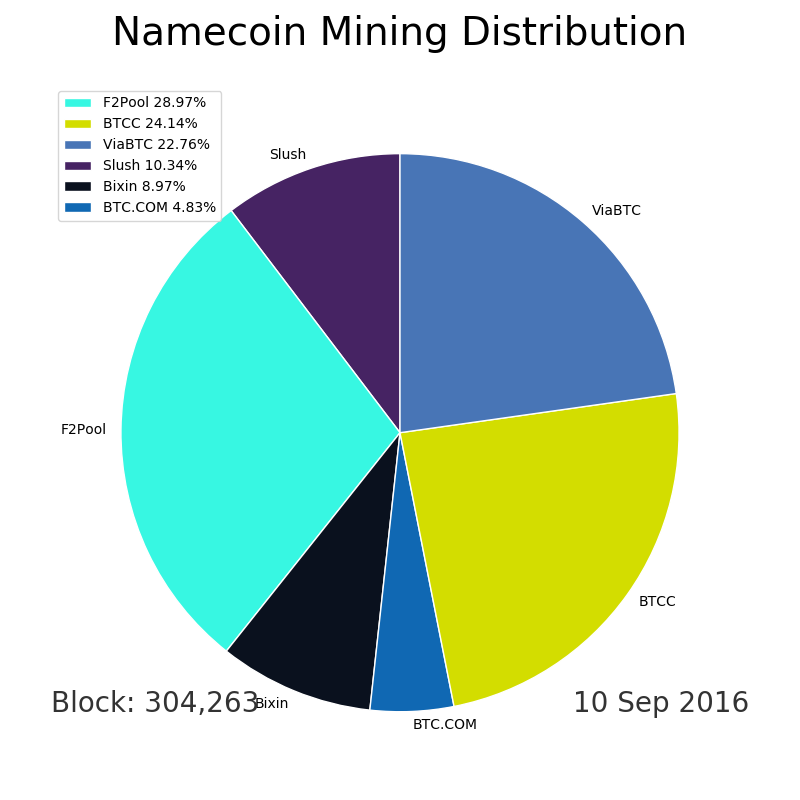 Namecoin Mining Distribution
F2Pool 28.97%
BTCC 24.14%
ViaBTC 22.76%
Slush 10.34%
Bixin 8.97%
BTC.COM 4.83%
Slush
ViaBTC
F2Pool
BTCC
Block: 304,263
Bixin
10 Sep 2016
BTC.COM